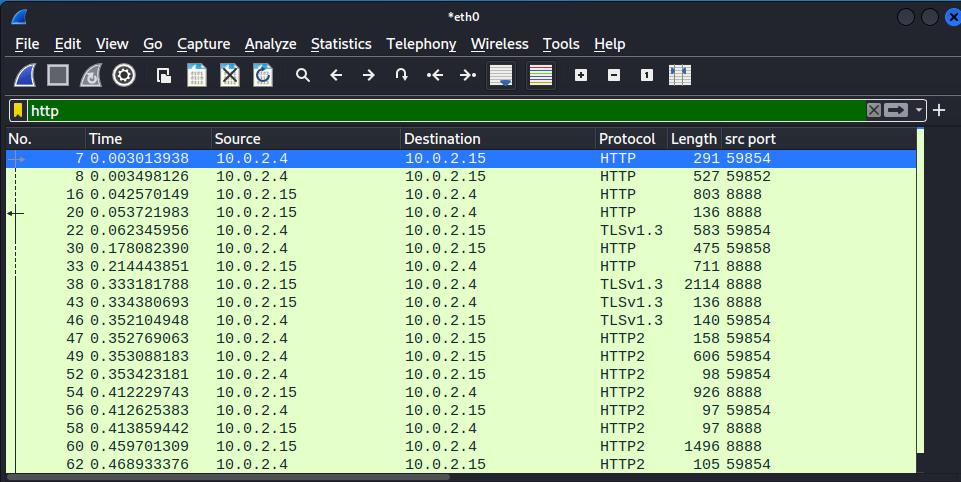 *eth0
File Edit View Go Capture Analyze Statistics Telephony Wireless Tools Help
http
No. Time Source Destination Protocol Length src port
7 0.003013938 10.0.2.4 10.0.2.15 HTTP 291 59854
8 0.003498126 10.0.2.4 10.0.2.15 HTTP 527 59852
16 0.042570149 10.0.2.15 10.0.2.4 HTTP 803 8888
20 0.053721983 10.0.2.15 10.0.2.4 HTTP 136 8888
22 0.062345956 10.0.2.4 10.0.2.15 TLSv1.3 583 59854
30 0.178082390 10.0.2.4 10.0.2.15 HTTP 475 59858
33 0.214443851 10.0.2.15 10.0.2.4 HTTP 711 8888
38 0.333181788 10.0.2.15 10.0.2.4 TLSv1.3 2114 8888
43 0.334380693 10.0.2.15 10.0.2.4 TLSv1.3 136 8888
46 0.352104948 10.0.2.4 10.0.2.15 TLSv1.3 140 59854
47 0.352769063 10.0.2.4 10.0.2.15 HTTP2 158 59854
49 0.353088183 10.0.2.4 10.0.2.15 HTTP2 606 59854
52 0.353423181 10.0.2.4 10.0.2.15 HTTP2 98 59854
54 0.412229743 10.0.2.15 10.0.2.4 HTTP2 926 8888
56 0.412625383 10.0.2.4 10.0.2.15 HTTP2 97 59854
58 0.413859442 10.0.2.15 10.0.2.4 HTTP2 97 8888
60 0.459701309 10.0.2.15 10.0.2.4 HTTP2 1496 8888
62 0.468933376 10.0.2.4 10.0.2.15 HTTP2 105 59854